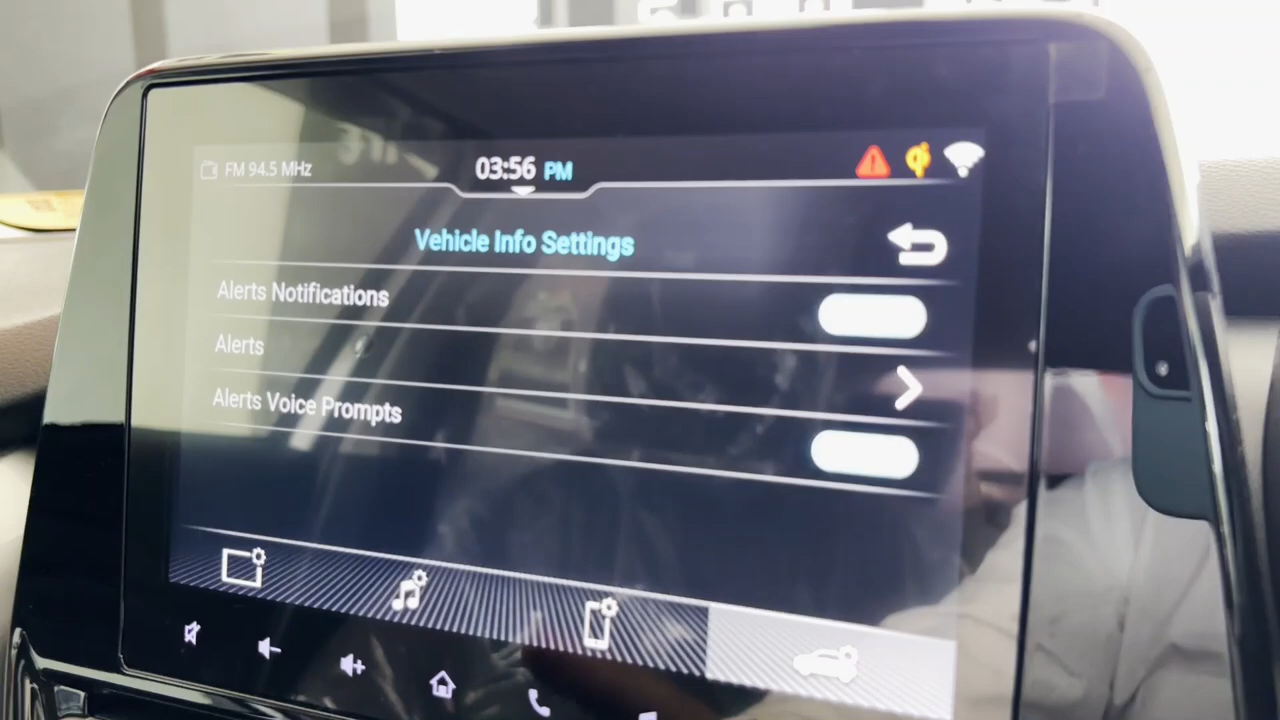 FM 94.5 MHz
03:56 PM
Vehicle Info Settings
Alerts Notifications
Alerts
Alerts Voice Prompts